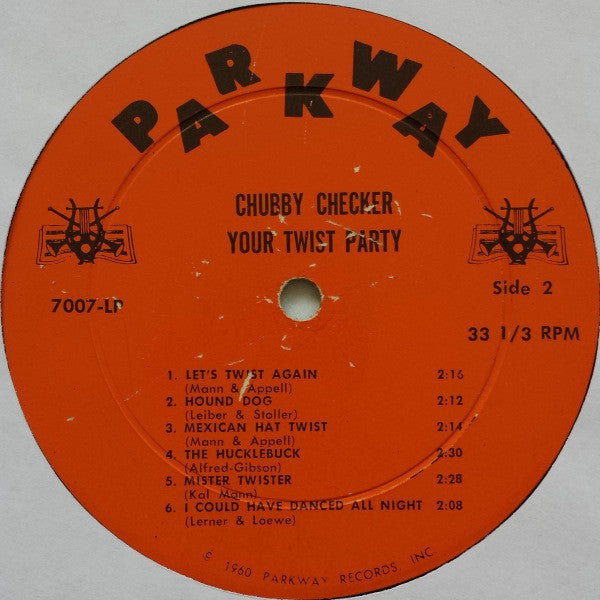 PARKWAY
CHUBBY CHECKER
YOUR TWIST PARTY
7007-LP
Side 2
33 1/3 RPM
1. LET'S TWIST AGAIN 2:16
(Mann & Appell)
2. HOUND DOG 2:12
(Leiber & Stoller)
3. MEXICAN HAT TWIST 2:14
(Mann & Appell)
4. THE HUCKLEBUCK 2:30
(Alfred-Gibson)
5. MISTER TWISTER 2:28
(Kal Mann)
6. I COULD HAVE DANCED ALL NIGHT 2:08
(Lerner & Loewe)
© 1960 PARKWAY RECORDS, INC.